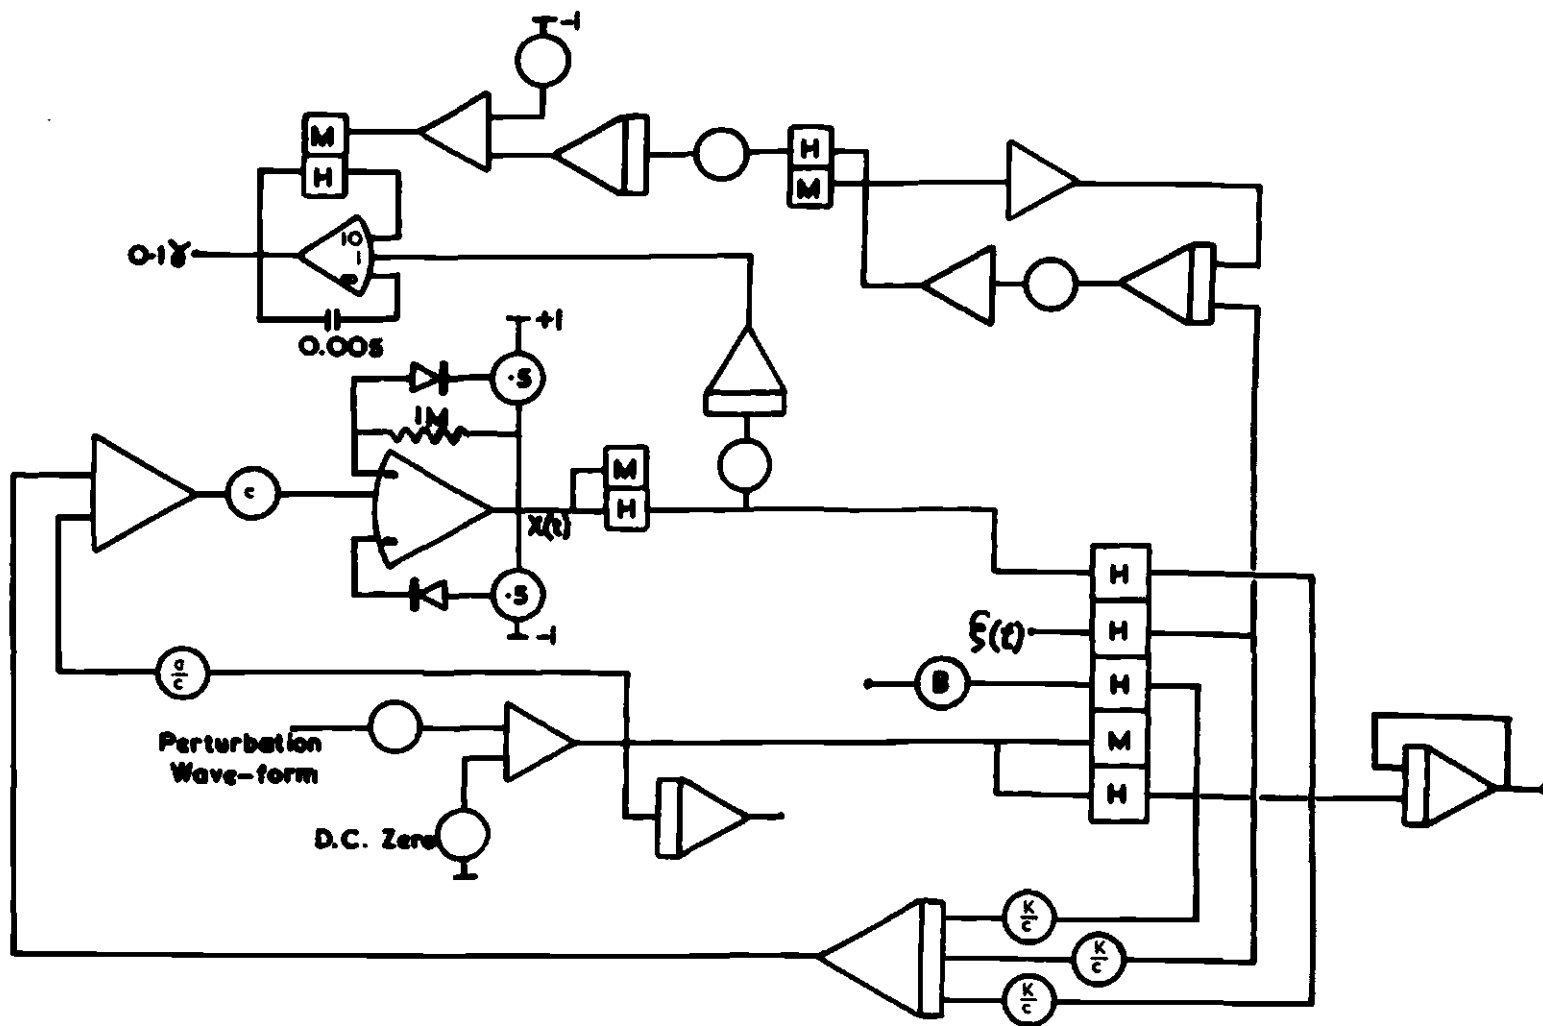 -1
M
H
H
M
10
1
0.1γ
0.005
+1
.5
1M
c
M
H
X(t)
.5
-1
H
ξ(t)
H
a/c
B
H
Perturbation
Wave-form
M
H
D.C. Zero
K/c
K/c
K/c